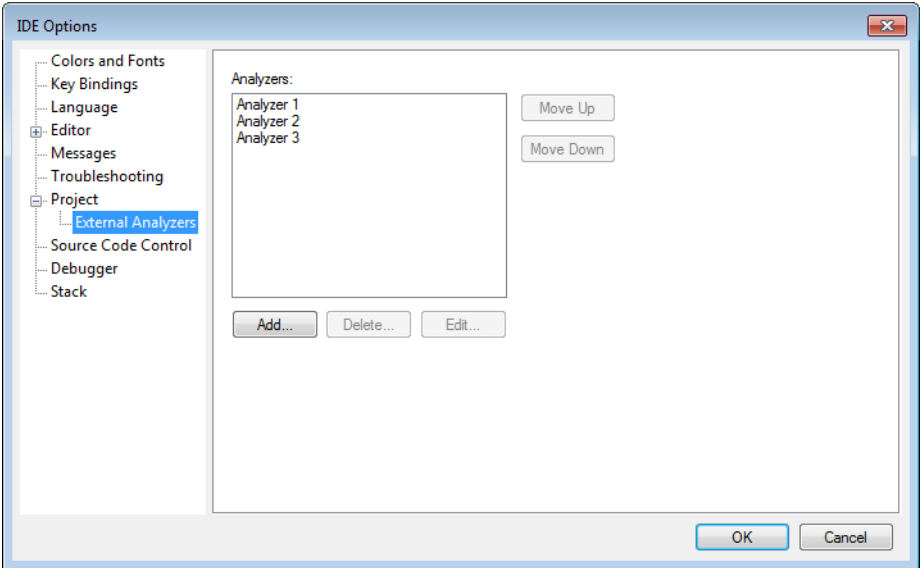 IDE Options
Colors and Fonts
Key Bindings
Language
Editor
Messages
Troubleshooting
Project
External Analyzers
Source Code Control
Debugger
Stack
Analyzers:
Analyzer 1
Analyzer 2
Analyzer 3
Move Up
Move Down
Add...
Delete...
Edit...
OK
Cancel